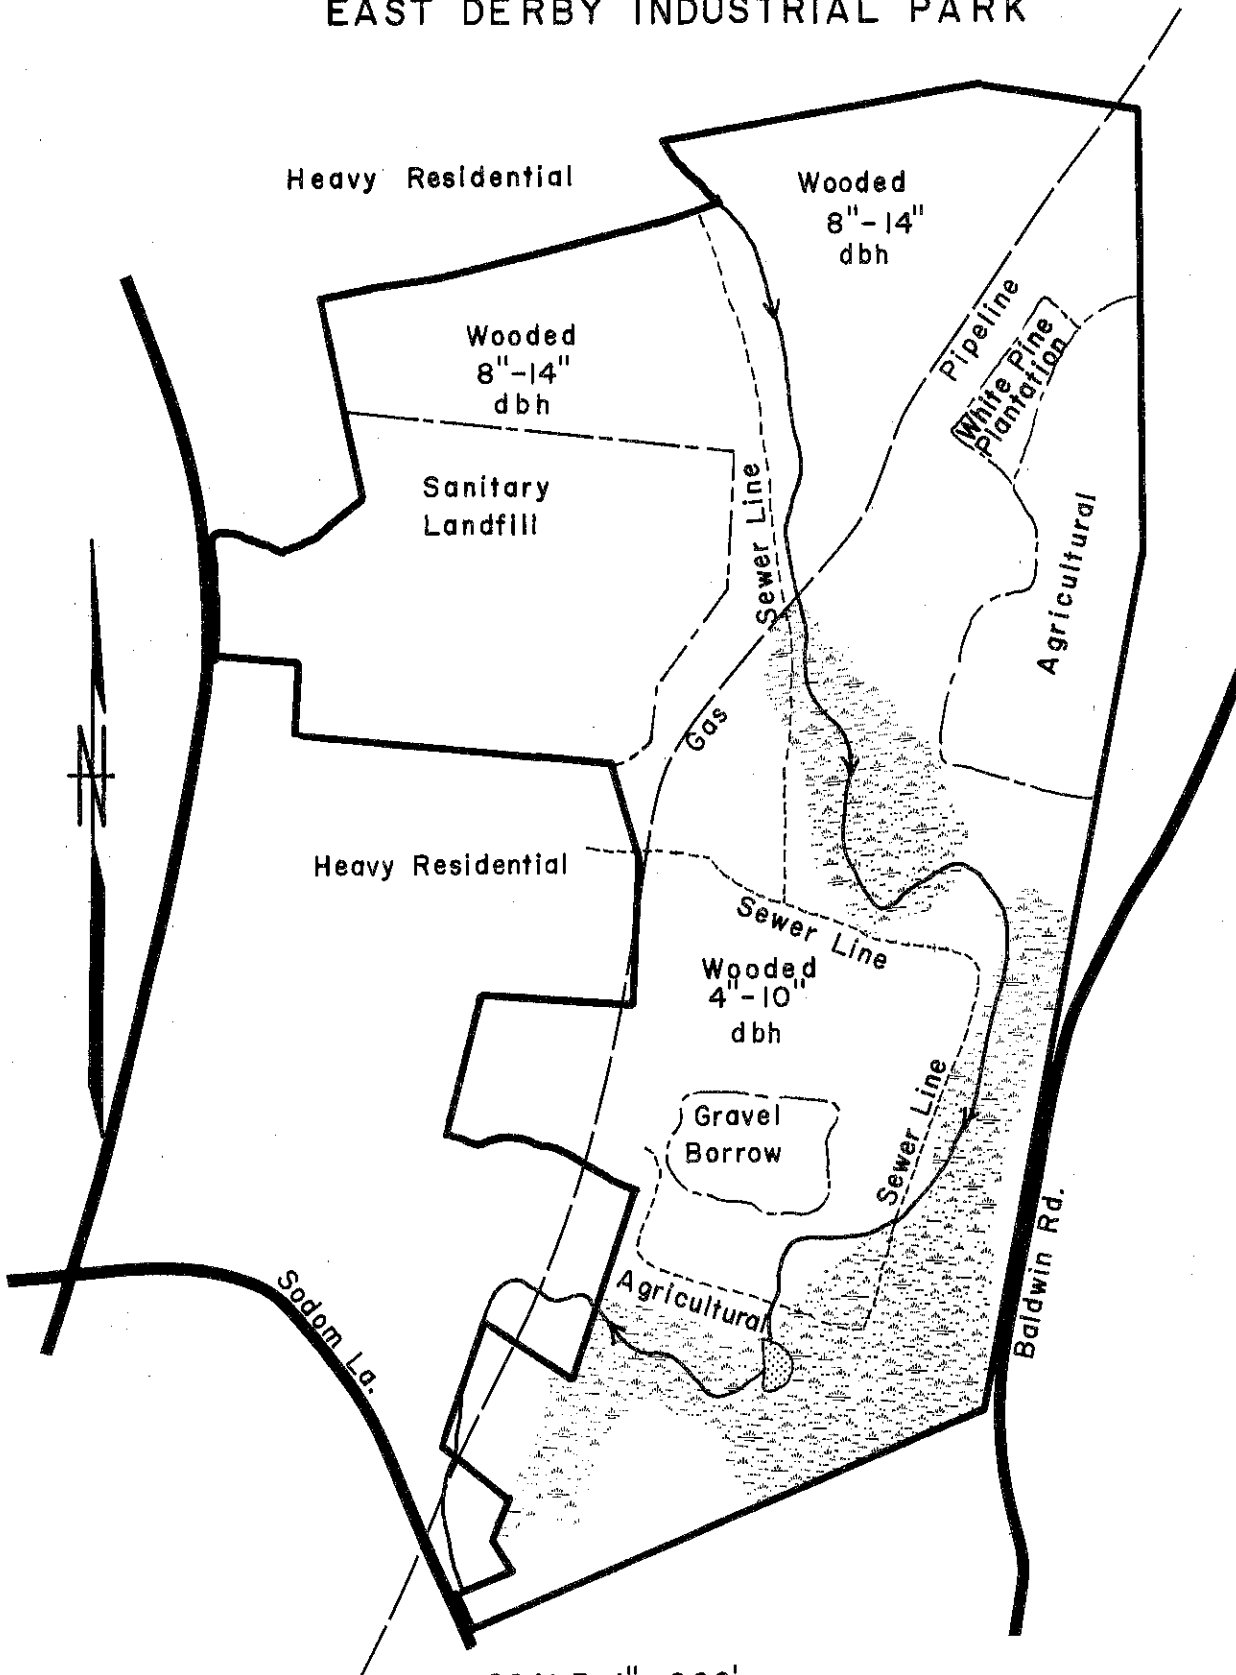 EAST DERBY INDUSTRIAL PARK
Heavy Residential
Wooded
8"-14"
dbh
Wooded
8"-14"
dbh
Pipeline
White Pine
Plantation
Sanitary
Landfill
Sewer Line
Agricultural
Gas
N
Heavy Residential
Sewer Line
Wooded
4"-10"
dbh
Gravel
Borrow
Sewer Line
Agricultural
Baldwin Rd.
Sodom La.